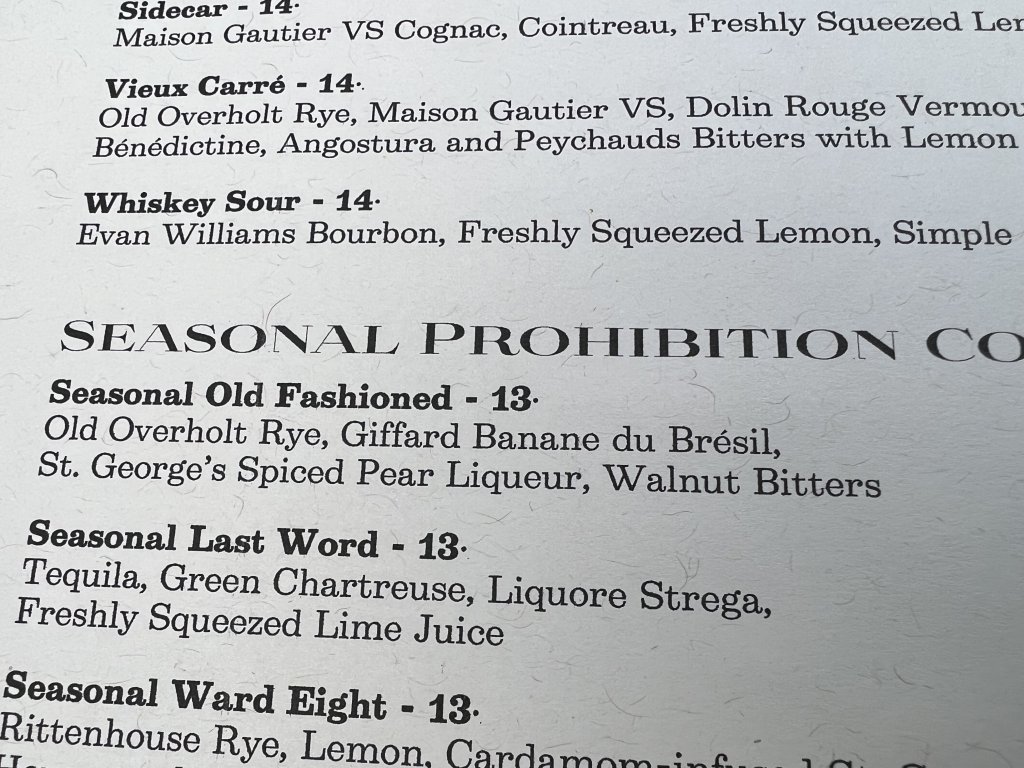 Sidecar - 14.
Maison Gautier VS Cognac, Cointreau, Freshly Squeezed
Vieux Carré - 14.
Old Overholt Rye, Maison Gautier VS, Dolin Rouge
Bénédictine, Angostura and Peychauds Bitters with Lemon
Whiskey Sour - 14.
Evan Williams Bourbon, Freshly Squeezed Lemon, Simple
SEASONAL PROHIBITION
Seasonal Old Fashioned - 13.
Old Overholt Rye, Giffard Banane du Brésil,
St. George's Spiced Pear Liqueur, Walnut Bitters
Seasonal Last Word - 13.
Tequila, Green Chartreuse, Liquore Strega,
Freshly Squeezed Lime Juice
Seasonal Ward Eight - 13.
Rittenhouse Rye, Lemon, Cardamom-infused